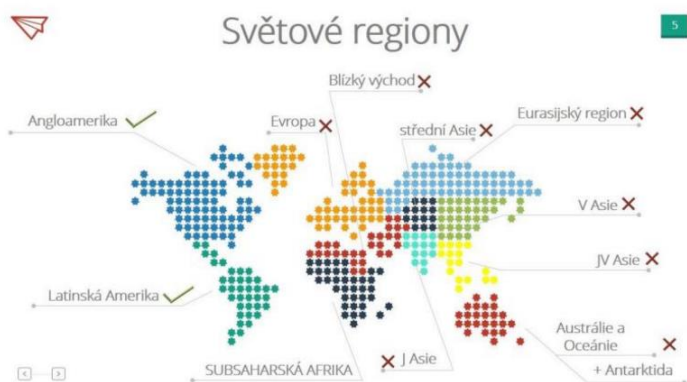 Světové regiony
5
Blízký východ
Angloamerika
Evropa
střední Asie
Eurasijský region
V Asie
JV Asie
Latinská Amerika
Austrálie a
Oceánie
J Asie
SUBSAHARSKÁ AFRIKA
+ Antarktida